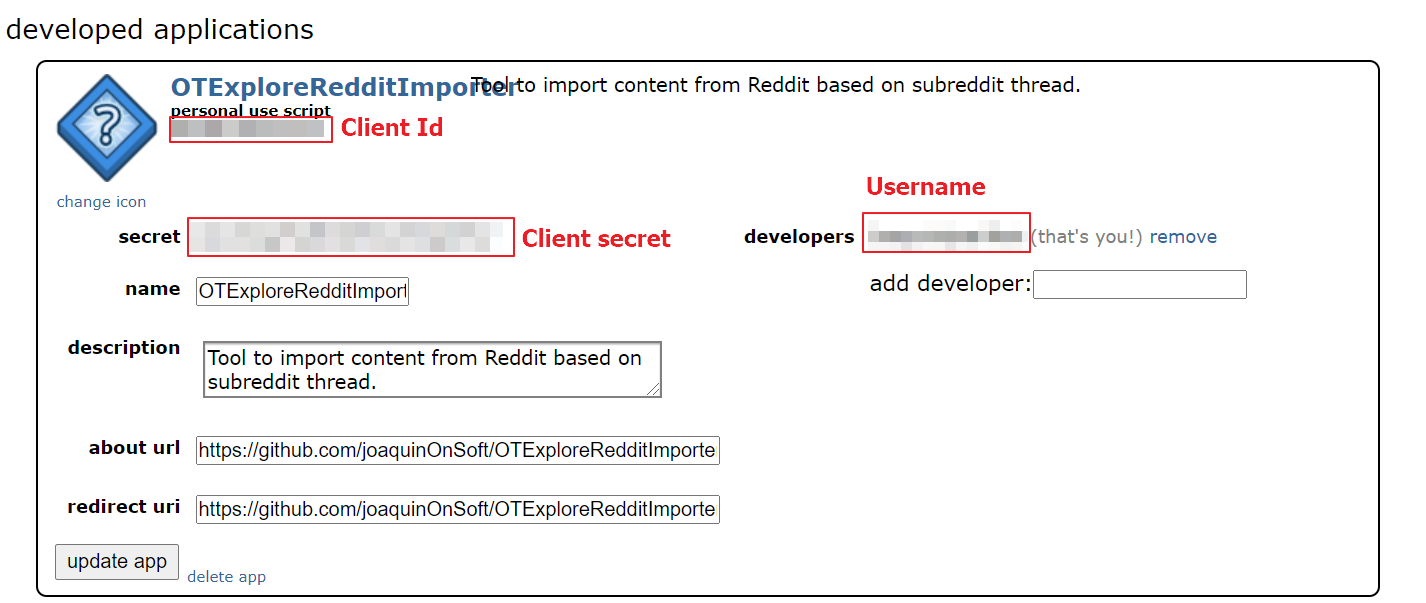 developed applications
OTExploreRedditImporter
Tool to import content from Reddit based on subreddit thread.
personal use script
Client Id
change icon
Username
secret
Client secret
developers
(that's you!) remove
name
OTExploreRedditImport
add developer:
description
Tool to import content from Reddit based on
subreddit thread.
about url
https://github.com/joaquinOnSoft/OTExploreRedditImporte
redirect uri
https://github.com/joaquinOnSoft/OTExploreRedditImporte
update app
delete app